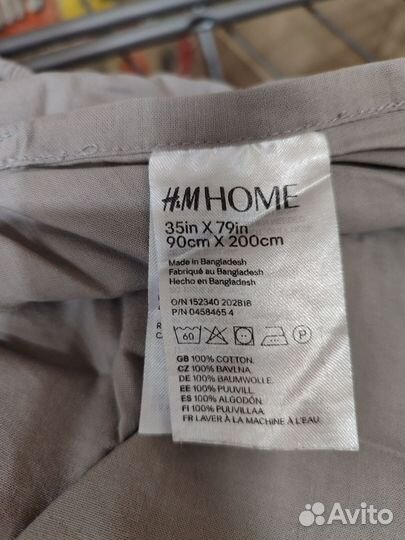 H&M HOME
35in X 79in
90cm X 200cm
Made in Bangladesh
Fabriqué au Bangladesh
Hecho en Bangladesh
O/N 152340 202B1B
P/N 0458465 4
60
P
GB 100% COTTON.
CZ 100% BAVLNA.
DE 100% BAUMWOLLE.
EE 100% PUUVILL.
ES 100% ALGODÓN.
FI 100% PUUVILLAA.
FR LAVER À LA MACHINE À L'EAU
Avito